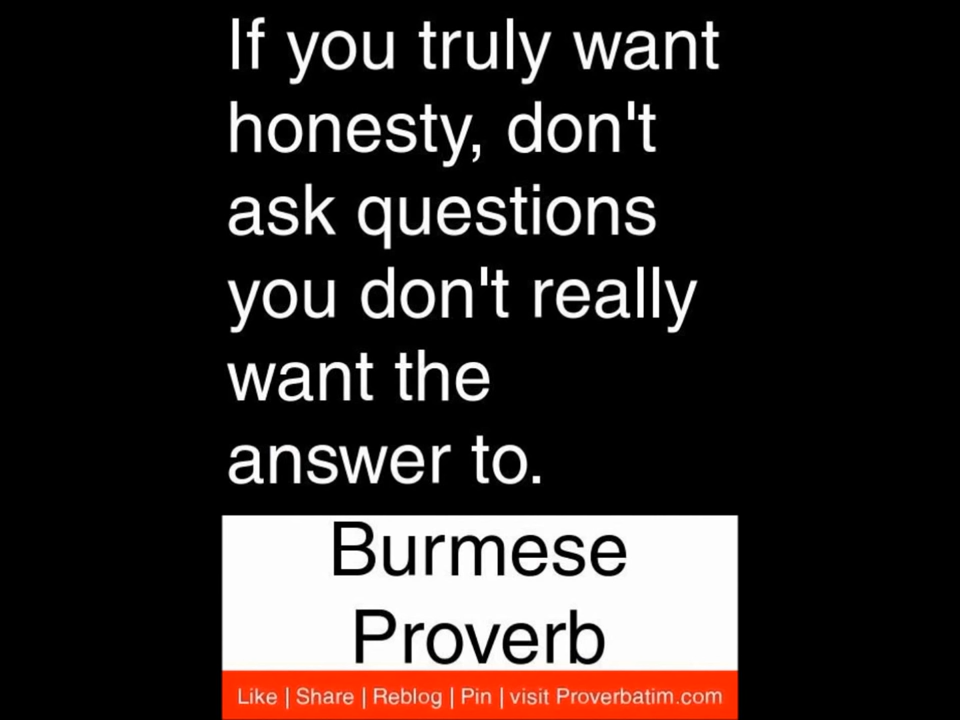 If you truly want
honesty, don't
ask questions
you don't really
want the
answer to.
Burmese
Proverb
Like | Share | Reblog | Pin | visit Proverbatim.com